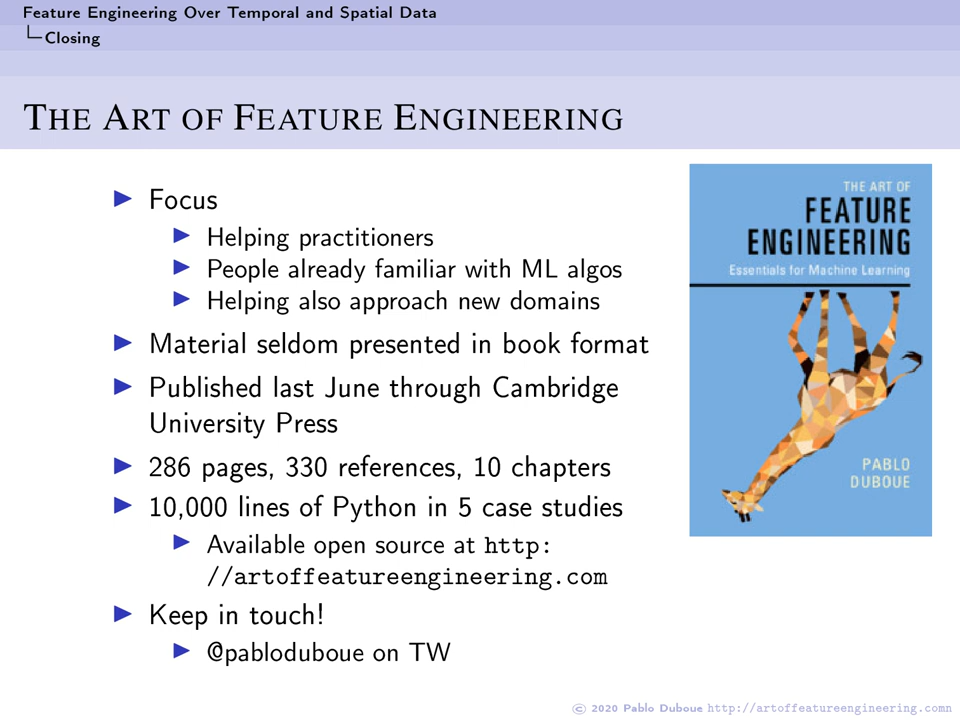 Feature Engineering Over Temporal and Spatial Data
Closing
THE ART OF FEATURE ENGINEERING
Focus
Helping practitioners
People already familiar with ML algos
Helping also approach new domains
Material seldom presented in book format
Published last June through Cambridge
University Press
286 pages, 330 references, 10 chapters
10,000 lines of Python in 5 case studies
Available open source at http:
//artoffeatureengineering.com
Keep in touch!
@pabloduboue on TW
THE ART OF
FEATURE
ENGINEERING
Essentials for Machine Learning
PABLO
DUBOUE
© 2020 Pablo Duboue http://artoffeatureengineering.comn